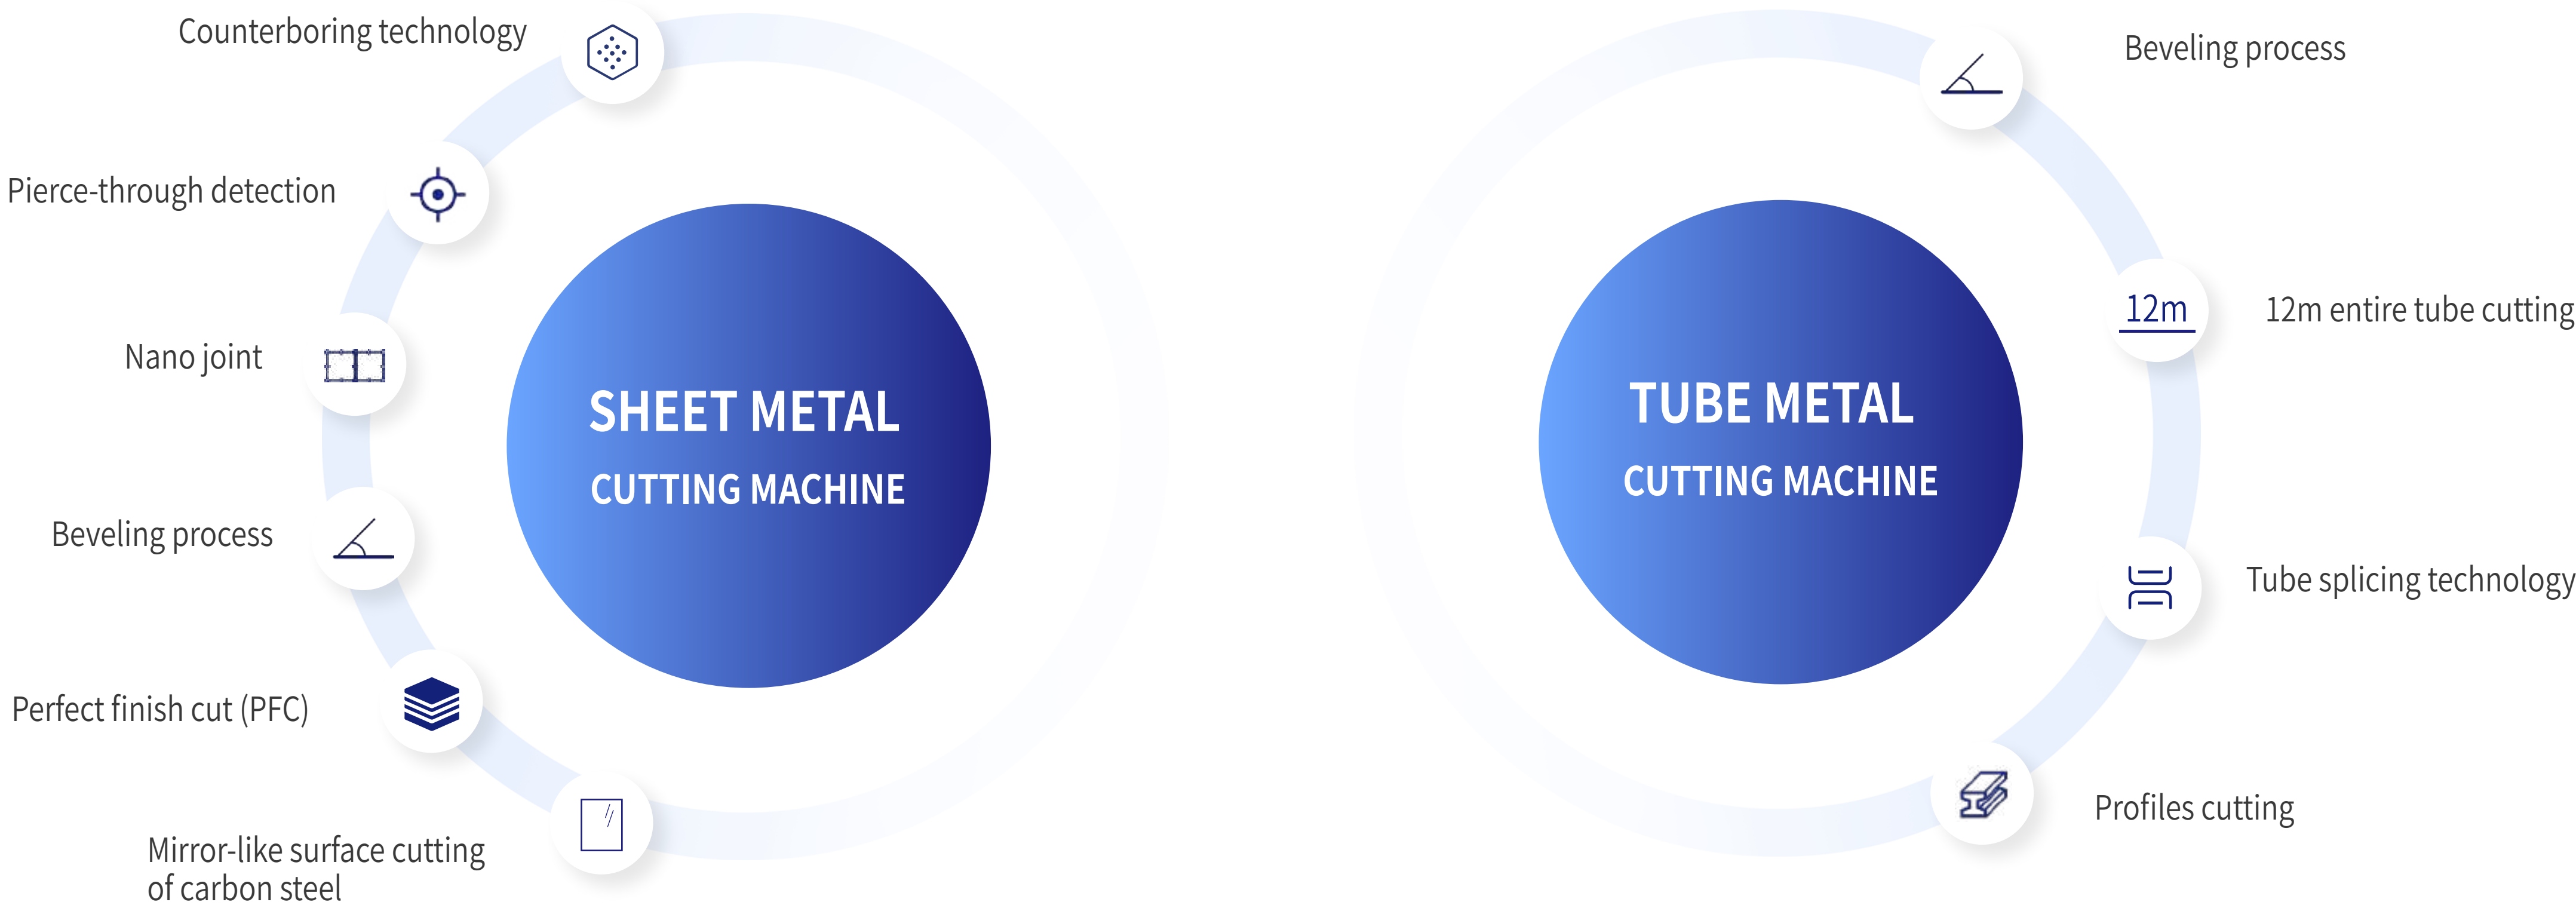 Counterboring technology
Pierce-through detection
Nano joint
Beveling process
Perfect finish cut (PFC)
Mirror-like surface cutting
of carbon steel
SHEET METAL
CUTTING MACHINE
TUBE METAL
CUTTING MACHINE
Beveling process
12m
12m entire tube cutting
Tube splicing technology
Profiles cutting